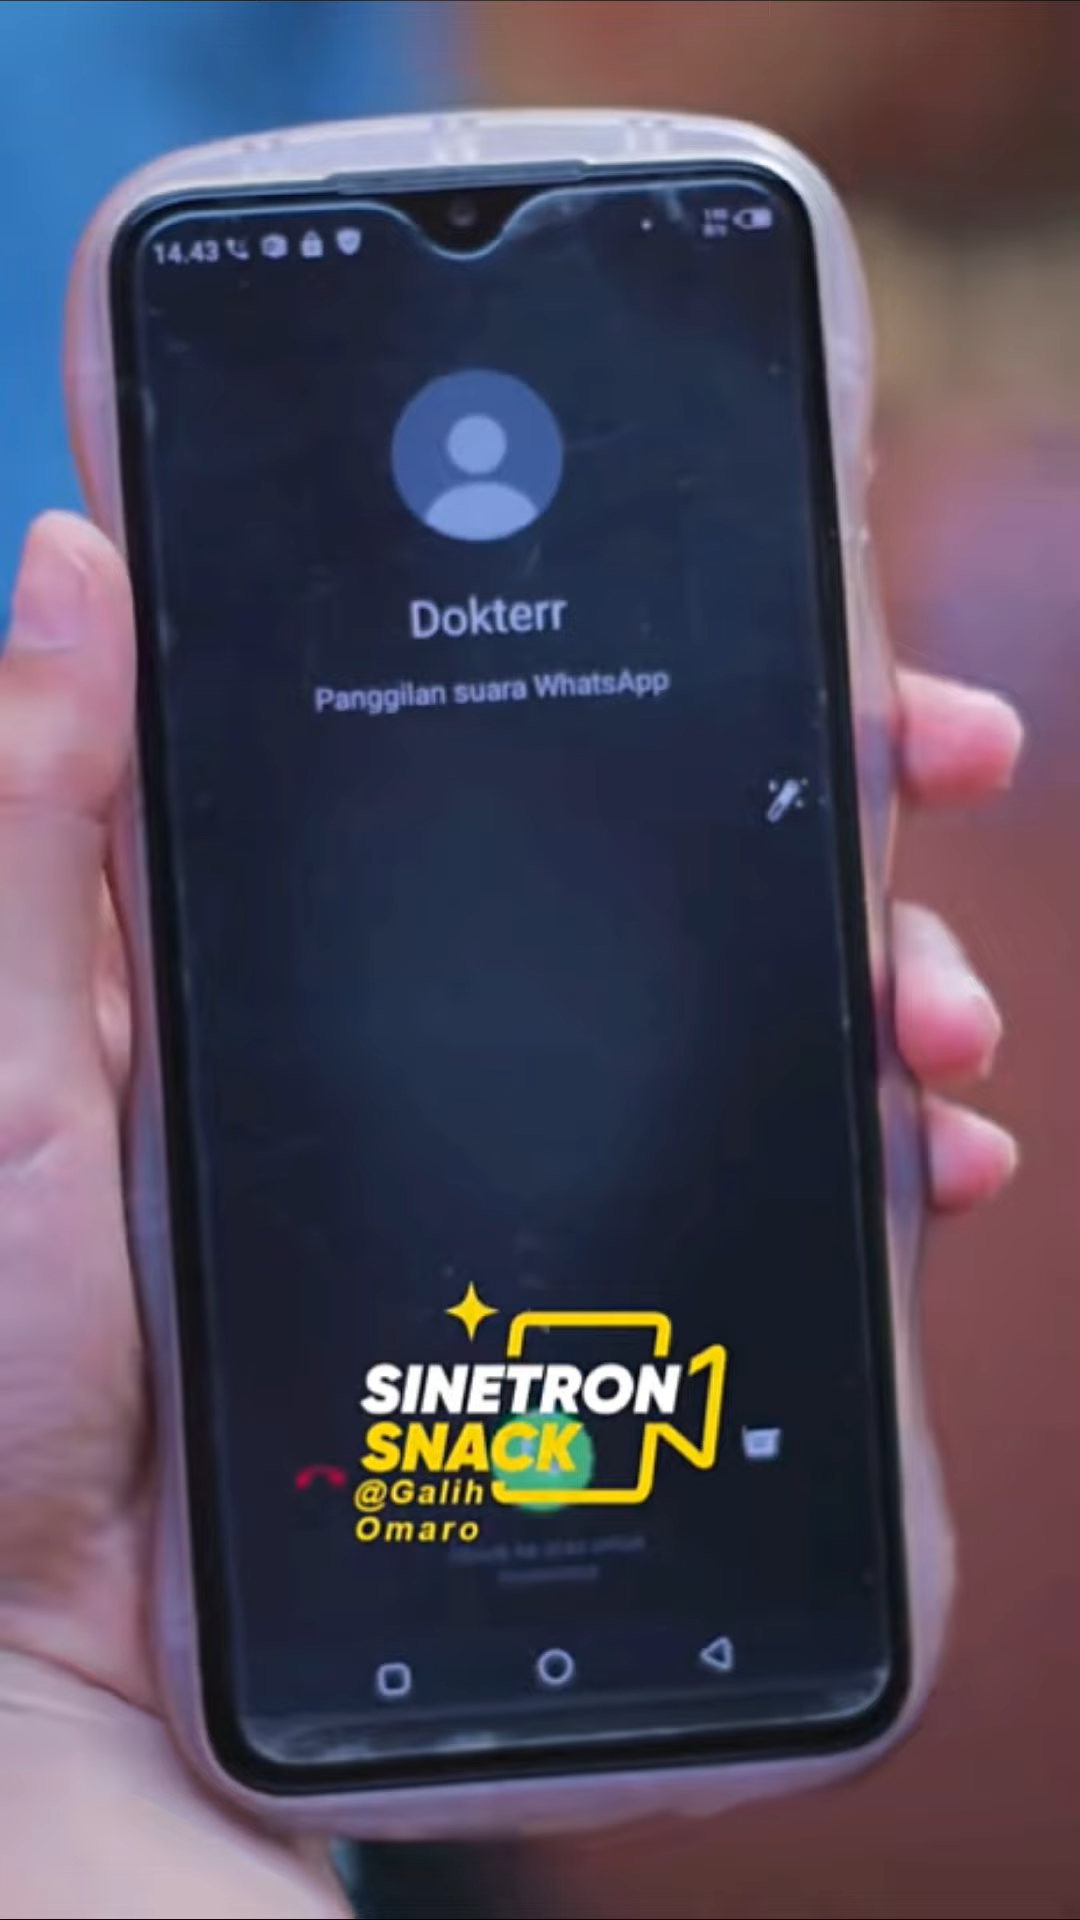 14.43
Dokterr
Panggilan suara WhatsApp
SINETRON
SNACK
@Galih
Omaro